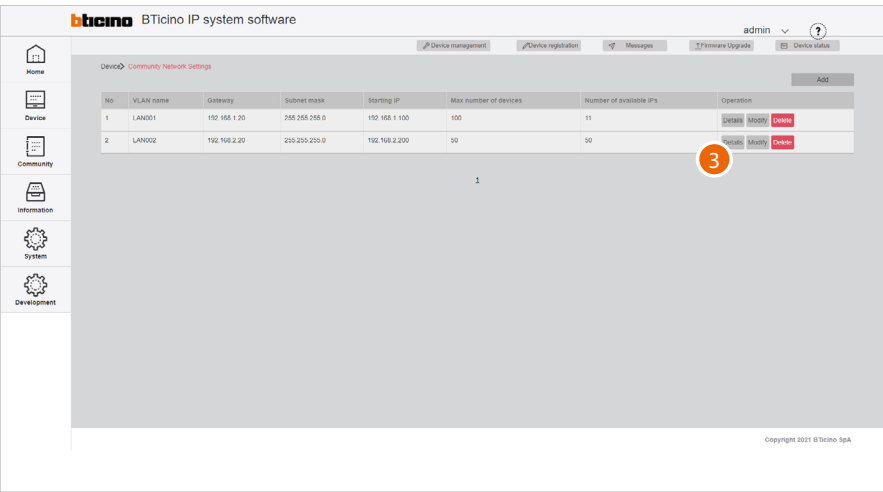 bticino BTicino IP system software
admin
?
Device management Device registration Messages Firmware Upgrade Device status
Home
Device
Community
Information
System
Development
Device Community Network Settings
Add
No VLAN name Gateway Subnet mask Starting IP Max number of devices Number of available IPs Operation
1 LAN001 192.168.1.20 255.255.255.0 192.168.1.100 100 11 Details Modify Delete
2 LAN002 192.168.2.20 255.255.255.0 192.168.2.200 50 50 Details Modify Delete
3
1
Copyright 2021 BTicino SpA